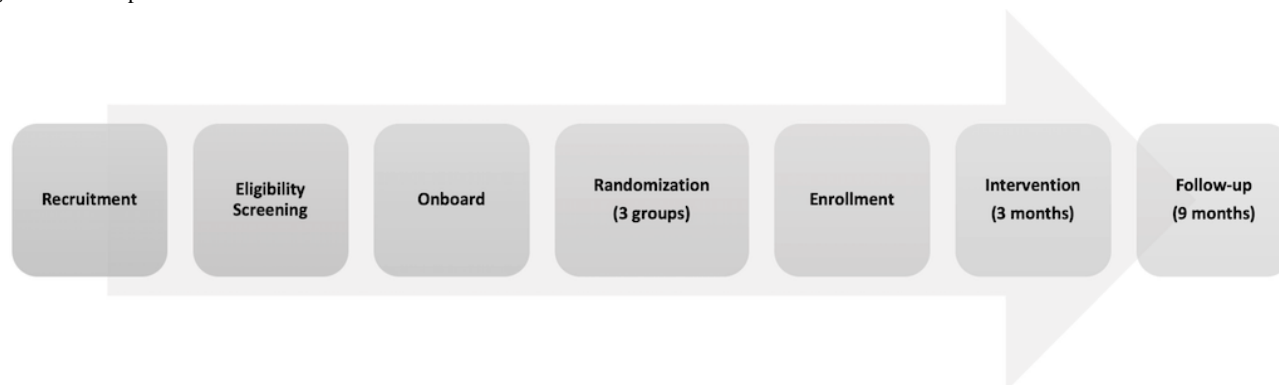 Recruitment
Eligibility
Screening
Onboard
Randomization
(3 groups)
Enrollment
Intervention
(3 months)
Follow-up
(9 months)